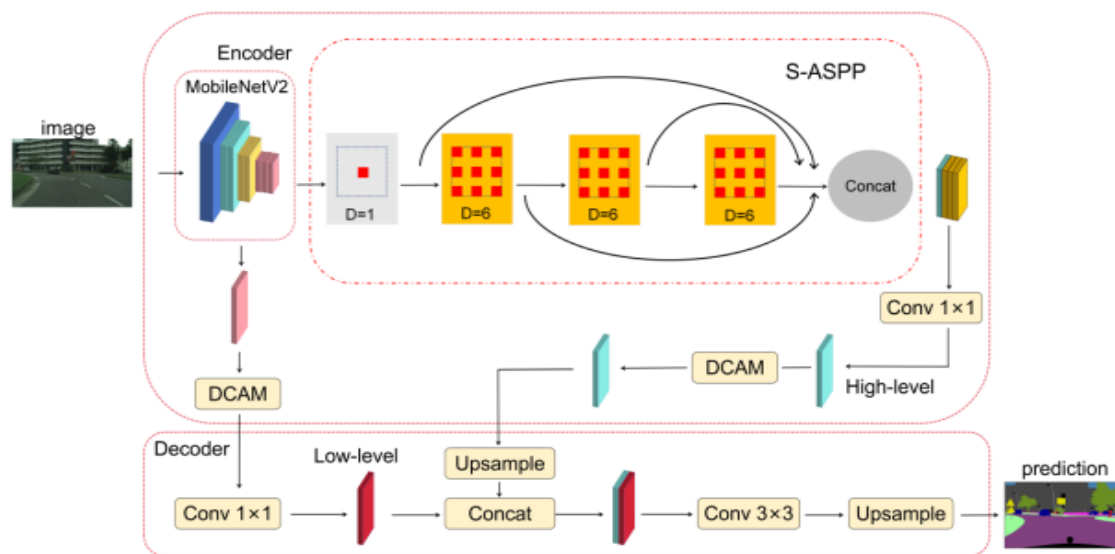 Encoder
S-ASPP
MobileNetV2
image
D=1
D=6
D=6
D=6
Concat
Conv 1×1
DCAM
DCAM
High-level
Decoder
Low-level
Upsample
prediction
Conv 1×1
Concat
Conv 3×3
Upsample